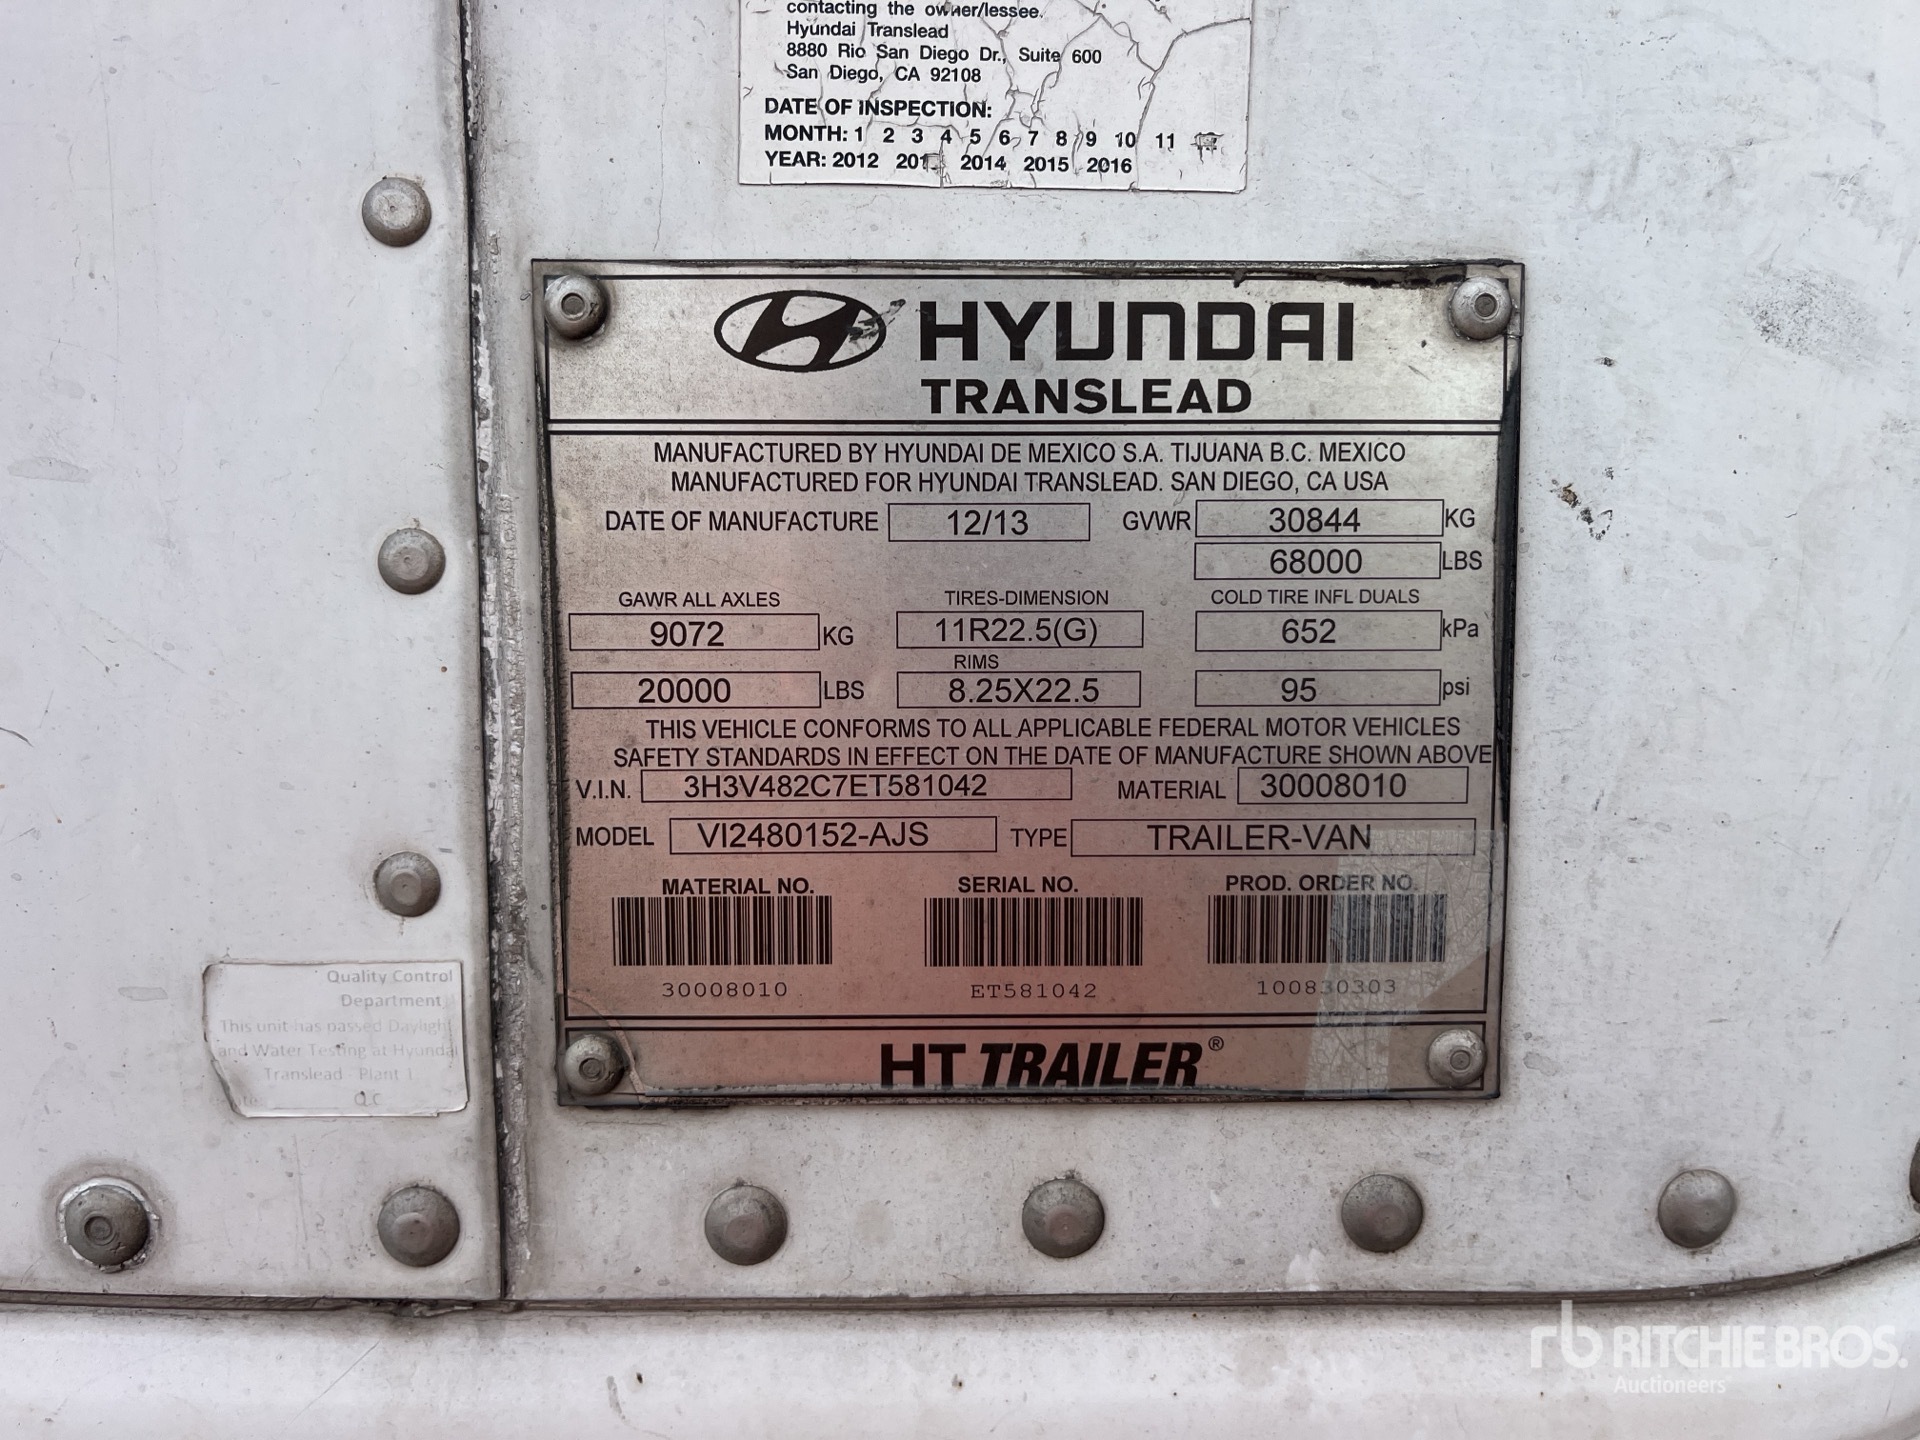 contacting the owner/lessee.
Hyundai Translead
8880 Rio San Diego Dr., Suite 600
San Diego, CA 92108
DATE OF INSPECTION:
MONTH: 1 2 3 4 5 6 7 8 9 10 11
YEAR: 2012 201 2014 2015 2016
HYUNDAI
TRANSLEAD
MANUFACTURED BY HYUNDAI DE MEXICO S.A. TIJUANA B.C. MEXICO
MANUFACTURED FOR HYUNDAI TRANSLEAD. SAN DIEGO, CA USA
DATE OF MANUFACTURE 12/13 GVWR 30844 KG
68000 LBS
GAWR ALL AXLES TIRES-DIMENSION COLD TIRE INFL DUALS
9072 KG 11R22.5(G) 652 kPa
RIMS
20000 LBS 8.25X22.5 95 psi
THIS VEHICLE CONFORMS TO ALL APPLICABLE FEDERAL MOTOR VEHICLES
SAFETY STANDARDS IN EFFECT ON THE DATE OF MANUFACTURE SHOWN ABOVE
V.I.N. 3H3V482C7ET581042 MATERIAL 30008010
MODEL VI2480152-AJS TYPE TRAILER-VAN
MATERIAL NO. SERIAL NO. PROD. ORDER NO.
30008010 ET581042 100830303
HT TRAILER®
Quality Control
Department
This unit has passed Daylight
and Water Testing at Hyundai
Translead - Plant 1
Q.C
rb RITCHIE BROS.
Auctioneers